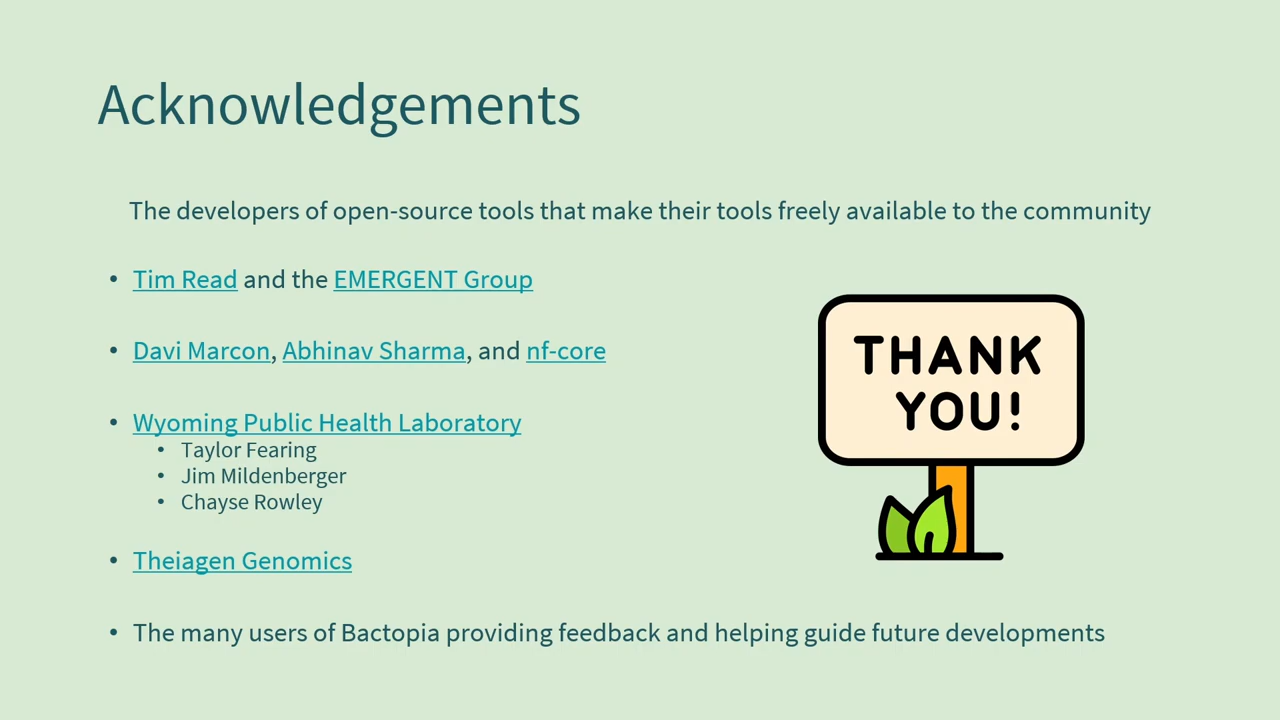 Acknowledgements
The developers of open-source tools that make their tools freely available to the community
• Tim Read and the EMERGENT Group
• Davi Marcon, Abhinav Sharma, and nf-core
• Wyoming Public Health Laboratory
• Taylor Fearing
• Jim Mildenberger
• Chayse Rowley
• Theiagen Genomics
• The many users of Bactopia providing feedback and helping guide future developments
THANK
YOU!